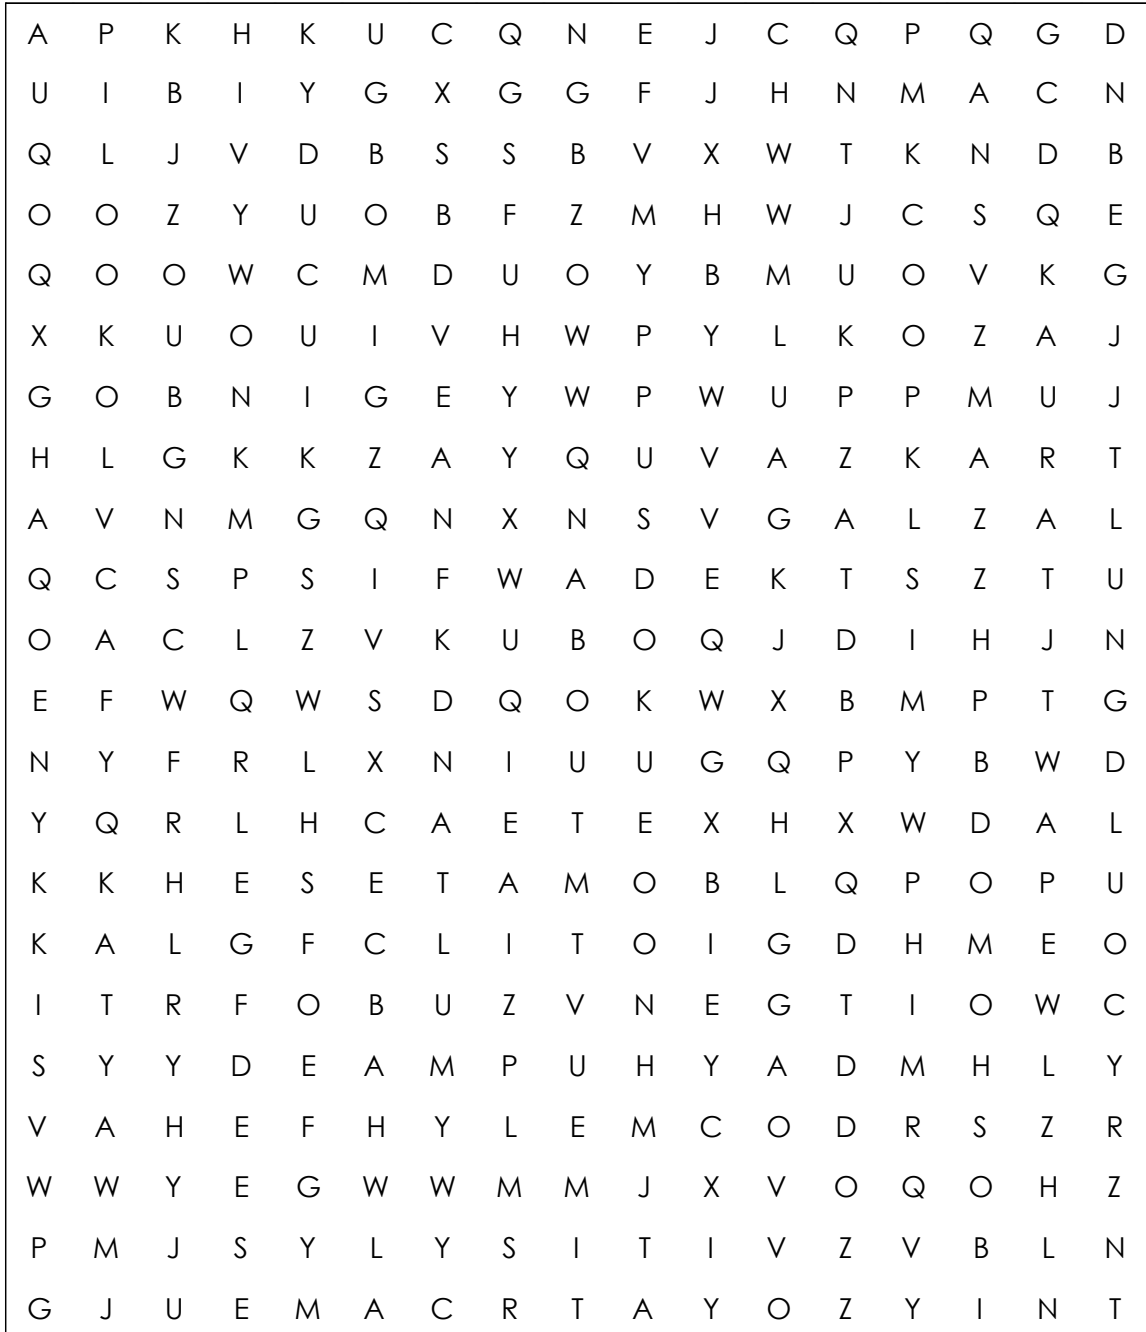 A P K H K U C Q N E J C Q P Q G D
U I B I Y G X G G F J H N M A C N
Q L J V D B S S B V X W T K N D B
O O Z Y U O B F Z M H W J C S Q E
Q O O W C M D U O Y B M U O V K G
X K U O U I V H W P Y L K O Z A J
G O B N I G E Y W P W U P P M U J
H L G K K Z A Y Q U V A Z K A R T
A V N M G Q N X N S V G A L Z A L
Q C S P S I F W A D E K T S Z T U
O A C L Z V K U B O Q J D I H J N
E F W Q W S D Q O K W X B M P T G
N Y F R L X N I U U G Q P Y B W D
Y Q R L H C A E T E X H X W D A L
K K H E S E T A M O B L Q P O P U
K A L G F C L I T O I G D H M E O
I T R F O B U Z V N E G T I O W C
S Y Y D E A M P U H Y A D M H L Y
V A H E F H Y L E M C O D R S Z R
W W Y E G W W M M J X V O Q O H Z
P M J S Y L Y S I T I V Z V B L N
G J U E M A C R T A Y O Z Y I N T